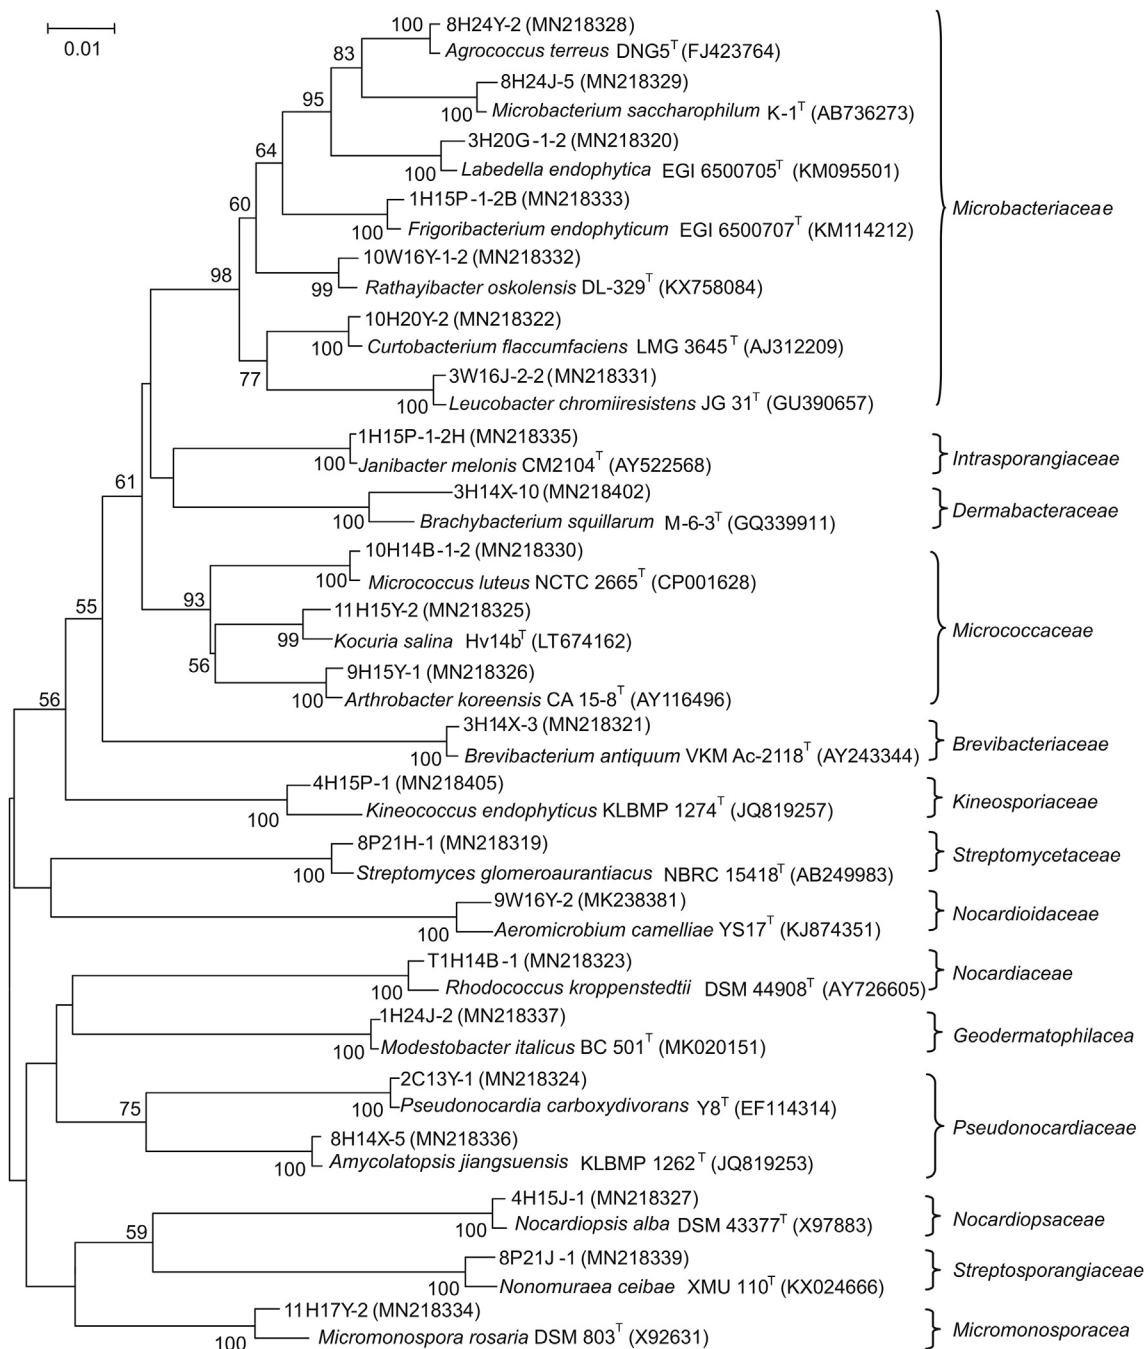 0.01
100 8H24Y-2 (MN218328)
Agrococcus terreus DNG5T (FJ423764)
83
8H24J-5 (MN218329)
100 Microbacterium saccharophilum K-1T (AB736273)
95
3H20G-1-2 (MN218320)
100 Labedella endophytica EGI 6500705T (KM095501)
64
1H15P-1-2B (MN218333)
100 Frigoribacterium endophyticum EGI 6500707T (KM114212)
Microbacteriaceae
60
10W16Y-1-2 (MN218332)
99 Rathayibacter oskolensis DL-329T (KX758084)
98
10H20Y-2 (MN218322)
100 Curtobacterium flaccumfaciens LMG 3645T (AJ312209)
77
3W16J-2-2 (MN218331)
100 Leucobacter chromiiresistens JG 31T (GU390657)
1H15P-1-2H (MN218335)
100 Janibacter melonis CM2104T (AY522568)
Intrasporangiaceae
61
3H14X-10 (MN218402)
100 Brachybacterium squillarum M-6-3T (GQ339911)
Dermabacteraceae
10H14B-1-2 (MN218330)
100 Micrococcus luteus NCTC 2665T (CP001628)
93
55
11H15Y-2 (MN218325)
99 Kocuria salina Hv14bT (LT674162)
Micrococcaceae
56
9H15Y-1 (MN218326)
100 Arthrobacter koreensis CA 15-8T (AY116496)
56
3H14X-3 (MN218321)
100 Brevibacterium antiquum VKM Ac-2118T (AY243344)
Brevibacteriaceae
4H15P-1 (MN218405)
100 Kineococcus endophyticus KLBMP 1274T (JQ819257)
Kineosporiaceae
8P21H-1 (MN218319)
100 Streptomyces glomeroaurantiacus NBRC 15418T (AB249983)
Streptomycetaceae
9W16Y-2 (MK238381)
100 Aeromicrobium camelliae YS17T (KJ874351)
Nocardioidaceae
T1H14B-1 (MN218323)
100 Rhodococcus kroppenstedtii DSM 44908T (AY726605)
Nocardiaceae
1H24J-2 (MN218337)
100 Modestobacter italicus BC 501T (MK020151)
Geodermatophilacea
2C13Y-1 (MN218324)
100 Pseudonocardia carboxydivorans Y8T (EF114314)
75
Pseudonocardiaceae
8H14X-5 (MN218336)
100 Amycolatopsis jiangsuensis KLBMP 1262T (JQ819253)
4H15J-1 (MN218327)
100 Nocardiopsis alba DSM 43377T (X97883)
Nocardiopsaceae
59
8P21J-1 (MN218339)
100 Nonomuraea ceibae XMU 110T (KX024666)
Streptosporangiaceae
11H17Y-2 (MN218334)
100 Micromonospora rosaria DSM 803T (X92631)
Micromonosporacea